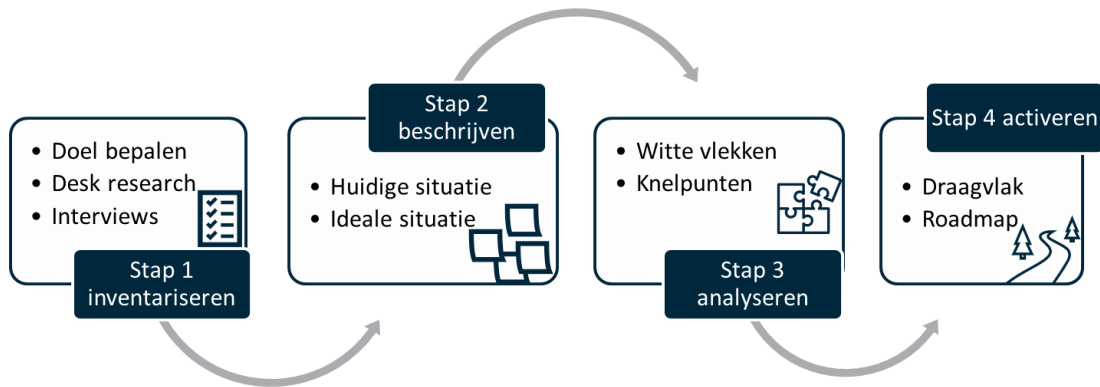 • Doel bepalen
• Desk research
• Interviews
Stap 1
inventariseren
Stap 2
beschrijven
• Huidige situatie
• Ideale situatie
• Witte vlekken
• Knelpunten
Stap 3
analyseren
Stap 4 activeren
• Draagvlak
• Roadmap